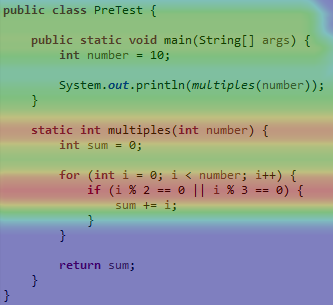 public class PreTest {
public static void main(String[] args) {
int number = 10;
System.out.println(multiples(number));
}
static int multiples(int number) {
int sum = 0;
for (int i = 0; i < number; i++) {
if (i % 2 == 0 || i % 3 == 0) {
sum += i;
}
}
return sum;
}
}